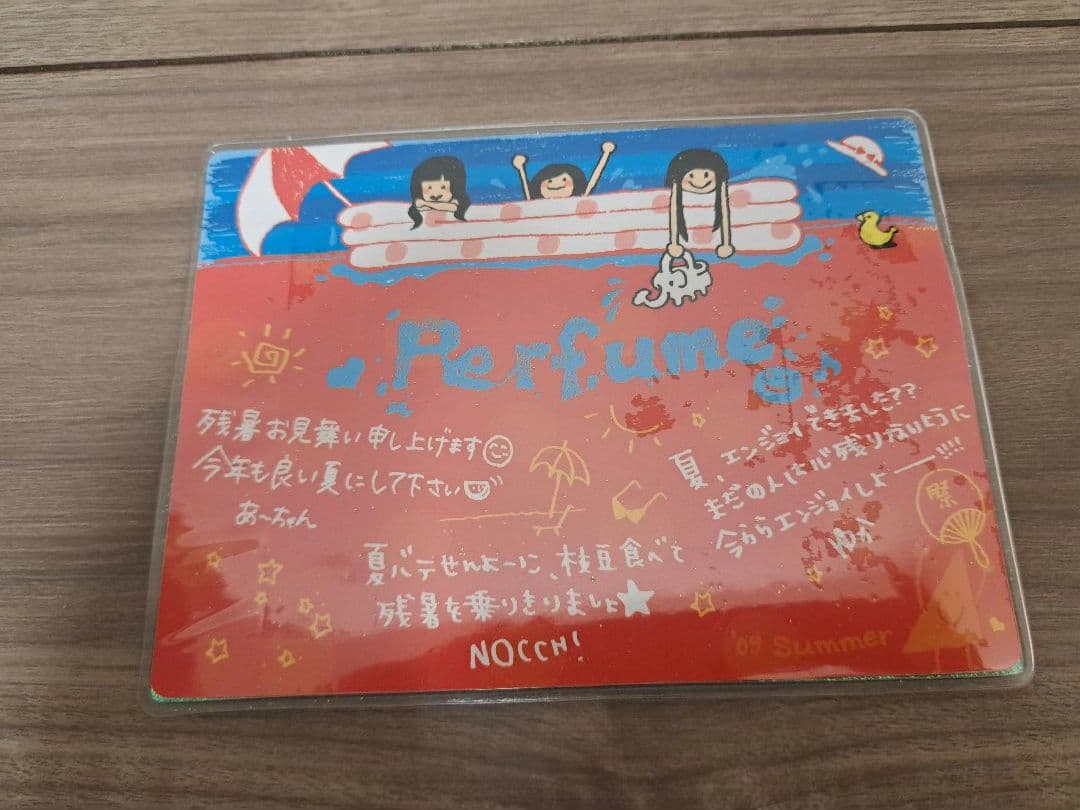 Perfume
残暑お見舞い申し上げます
今年も良い夏にして下さい
あ〜ちゃん
夏、エンジョイできました??
まだの人は心残りないように
今からエンジョイしよーー!!!!
ゆか
祭
夏バテせんよーに、枝豆食べて
残暑を乗りきりましょ★
NOCCH!
'09 Summer